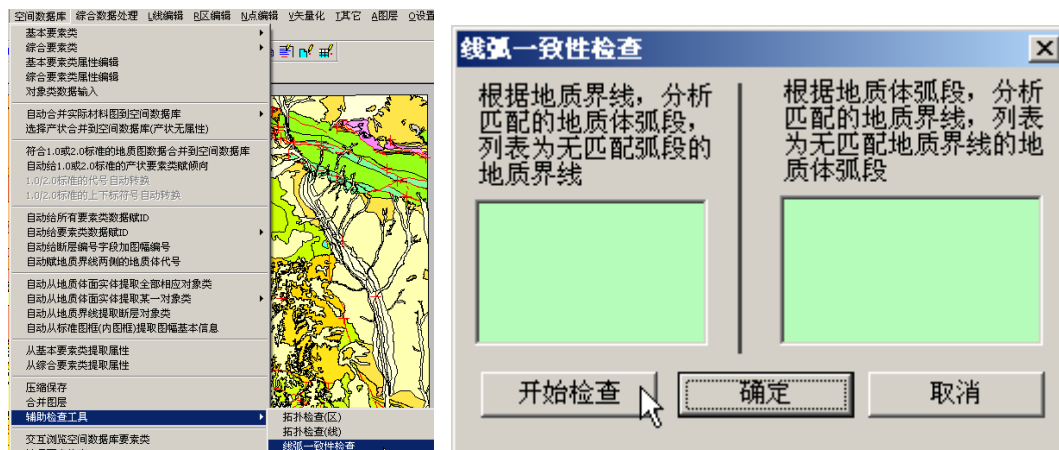 空间数据库 综合数据处理 L线编辑 R区编辑 N点编辑 Y矢量化 I其它 A图层 O设置
基本要素类
综合要素类
基本要素类属性编辑
综合要素类属性编辑
对象类数据输入
自动合并实际材料图到空间数据库
选择产状合并到空间数据库(产状无属性)
符合1.0或2.0标准的地质图数据合并到空间数据库
自动给1.0或2.0标准的产状要素赋倾向
1.0/2.0标准的代号自动转换
1.0/2.0标准的上下标符号自动转换
自动给所有要素类数据赋ID
自动给要素类数据赋ID
自动给断层编号字段加图幅编号
自动赋地质界线两侧的地质体代号
自动从地质体面实体提取全部相应对象类
自动从地质体面实体提取某一对象类
自动从地质界线提取断层对象类
自动从标准图框(内图框)提取图幅基本信息
从基本要素类提取属性
从综合要素类提取属性
压缩保存
合并图层
辅助检查工具
交互浏览空间数据库要素类
拓扑检查(区)
拓扑检查(线)
线弧一致性检查
线弧一致性检查
根据地质界线，分析
匹配的地质体弧段，
列表为无匹配弧段的
地质界线
根据地质体弧段，分析
匹配的地质界线，列表
为无匹配地质界线的地
质体弧段
开始检查 确定 取消